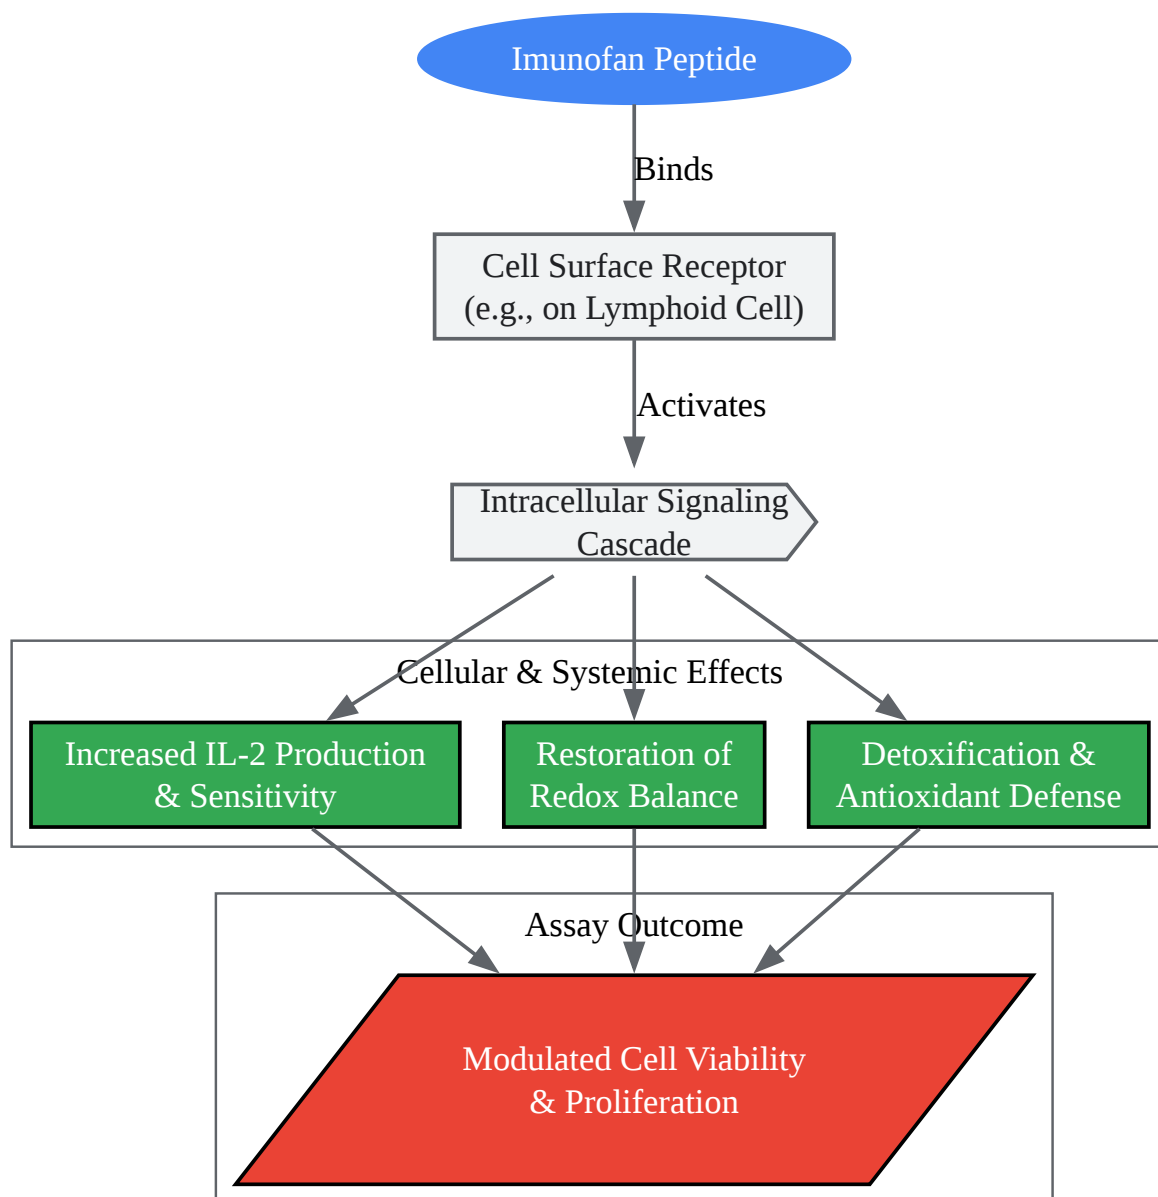 Imunofan Peptide
Binds
Cell Surface Receptor
(e.g., on Lymphoid Cell)
Activates
Intracellular Signaling
Cascade
Cellular & Systemic Effects
Increased IL-2 Production
& Sensitivity
Restoration of
Redox Balance
Detoxification &
Antioxidant Defense
Assay Outcome
Modulated Cell Viability
& Proliferation